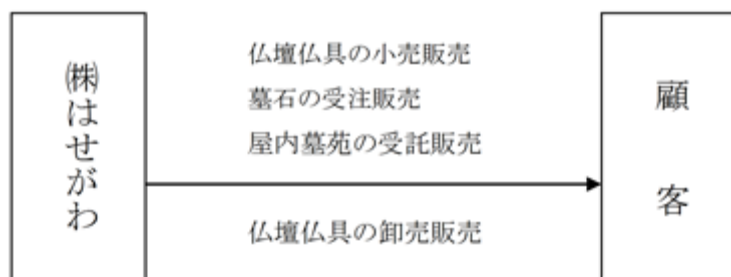 ㈱はせがわ
仏壇仏具の小売販売
墓石の受注販売
屋内墓苑の受託販売
仏壇仏具の卸売販売
顧客